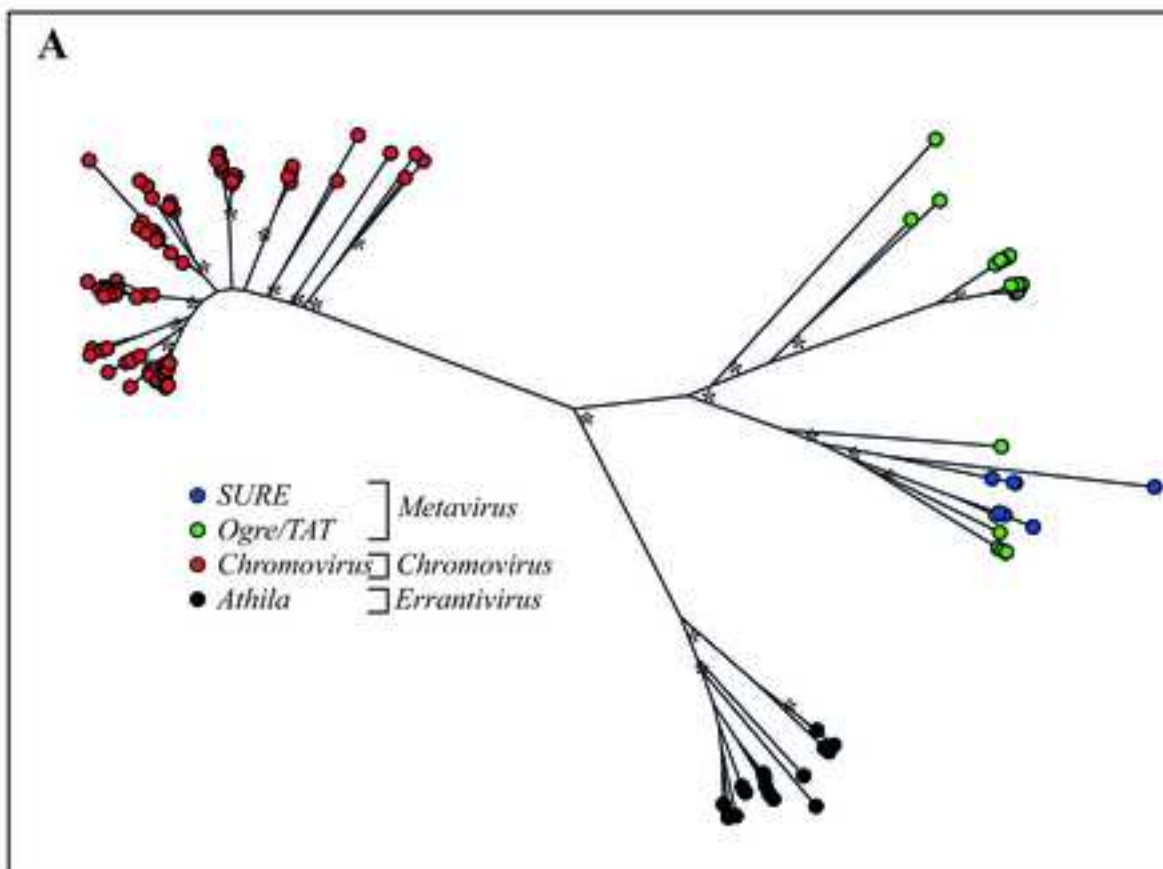 A
SURE
Ogre/TAT
Metavirus
Chromovirus Chromovirus
Athila Errantivirus